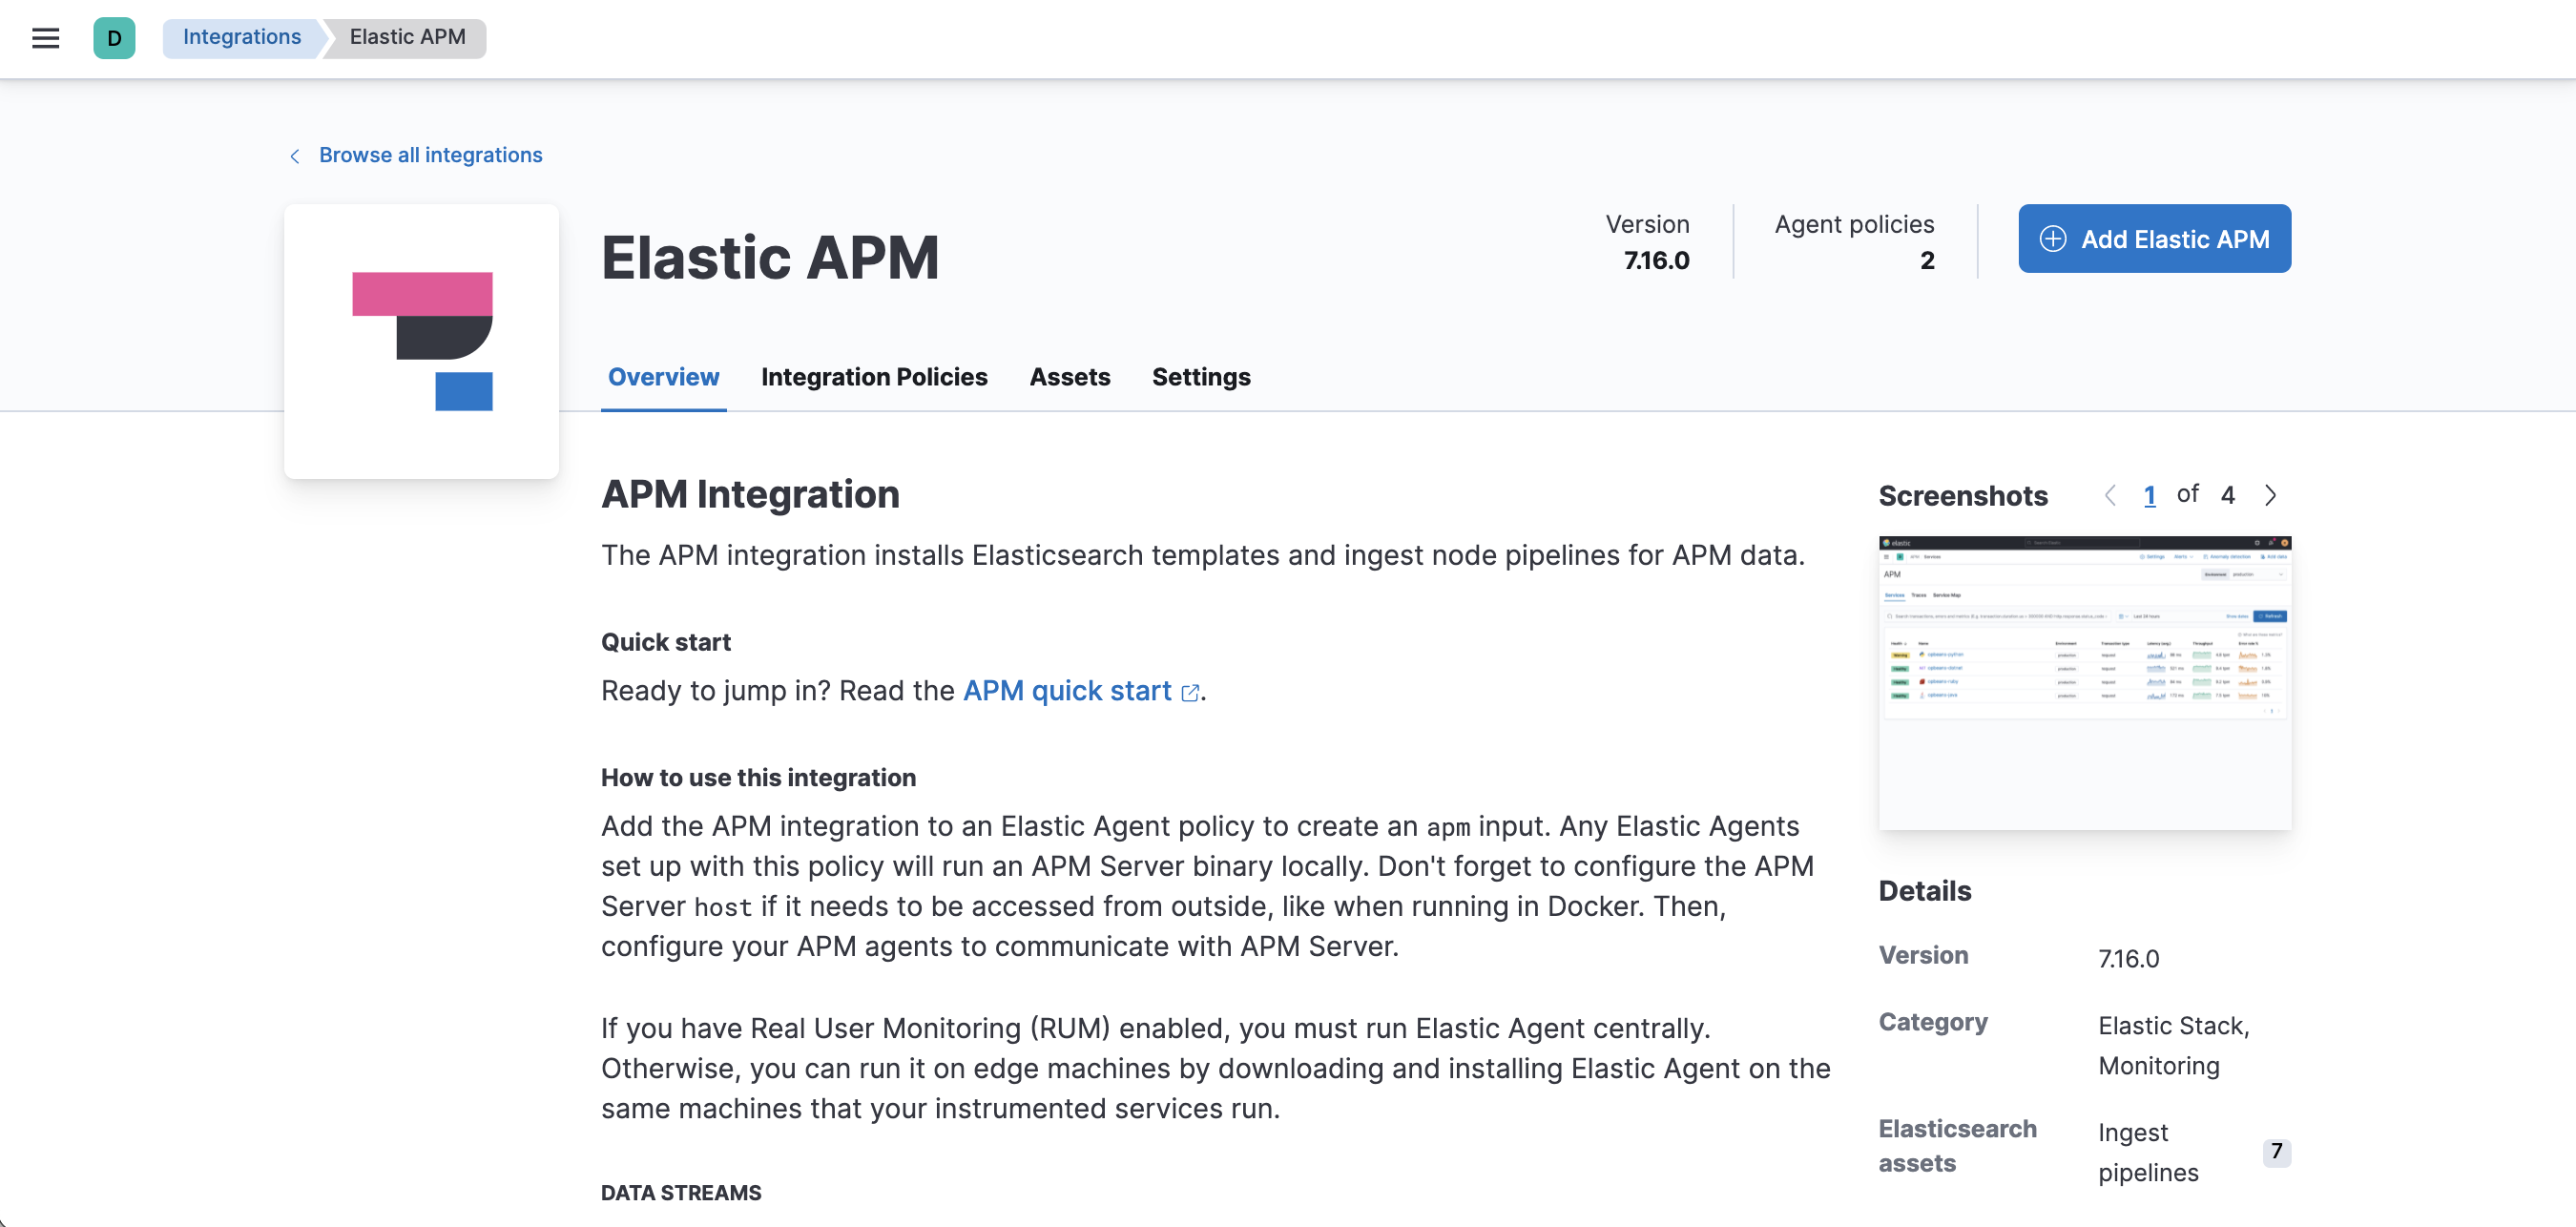 D
Integrations
Elastic APM
Browse all integrations
Elastic APM
Version
7.16.0
Agent policies
2
Add Elastic APM
Overview
Integration Policies
Assets
Settings
APM Integration
The APM integration installs Elasticsearch templates and ingest node pipelines for APM data.
Quick start
Ready to jump in? Read the APM quick start.
How to use this integration
Add the APM integration to an Elastic Agent policy to create an apm input. Any Elastic Agents
set up with this policy will run an APM Server binary locally. Don't forget to configure the APM
Server host if it needs to be accessed from outside, like when running in Docker. Then,
configure your APM agents to communicate with APM Server.
If you have Real User Monitoring (RUM) enabled, you must run Elastic Agent centrally.
Otherwise, you can run it on edge machines by downloading and installing Elastic Agent on the
same machines that your instrumented services run.
DATA STREAMS
Screenshots
1 of 4
elastic
APM
Services Traces Service Map
Details
Version
7.16.0
Category
Elastic Stack,
Monitoring
Elasticsearch
assets
Ingest
pipelines
7